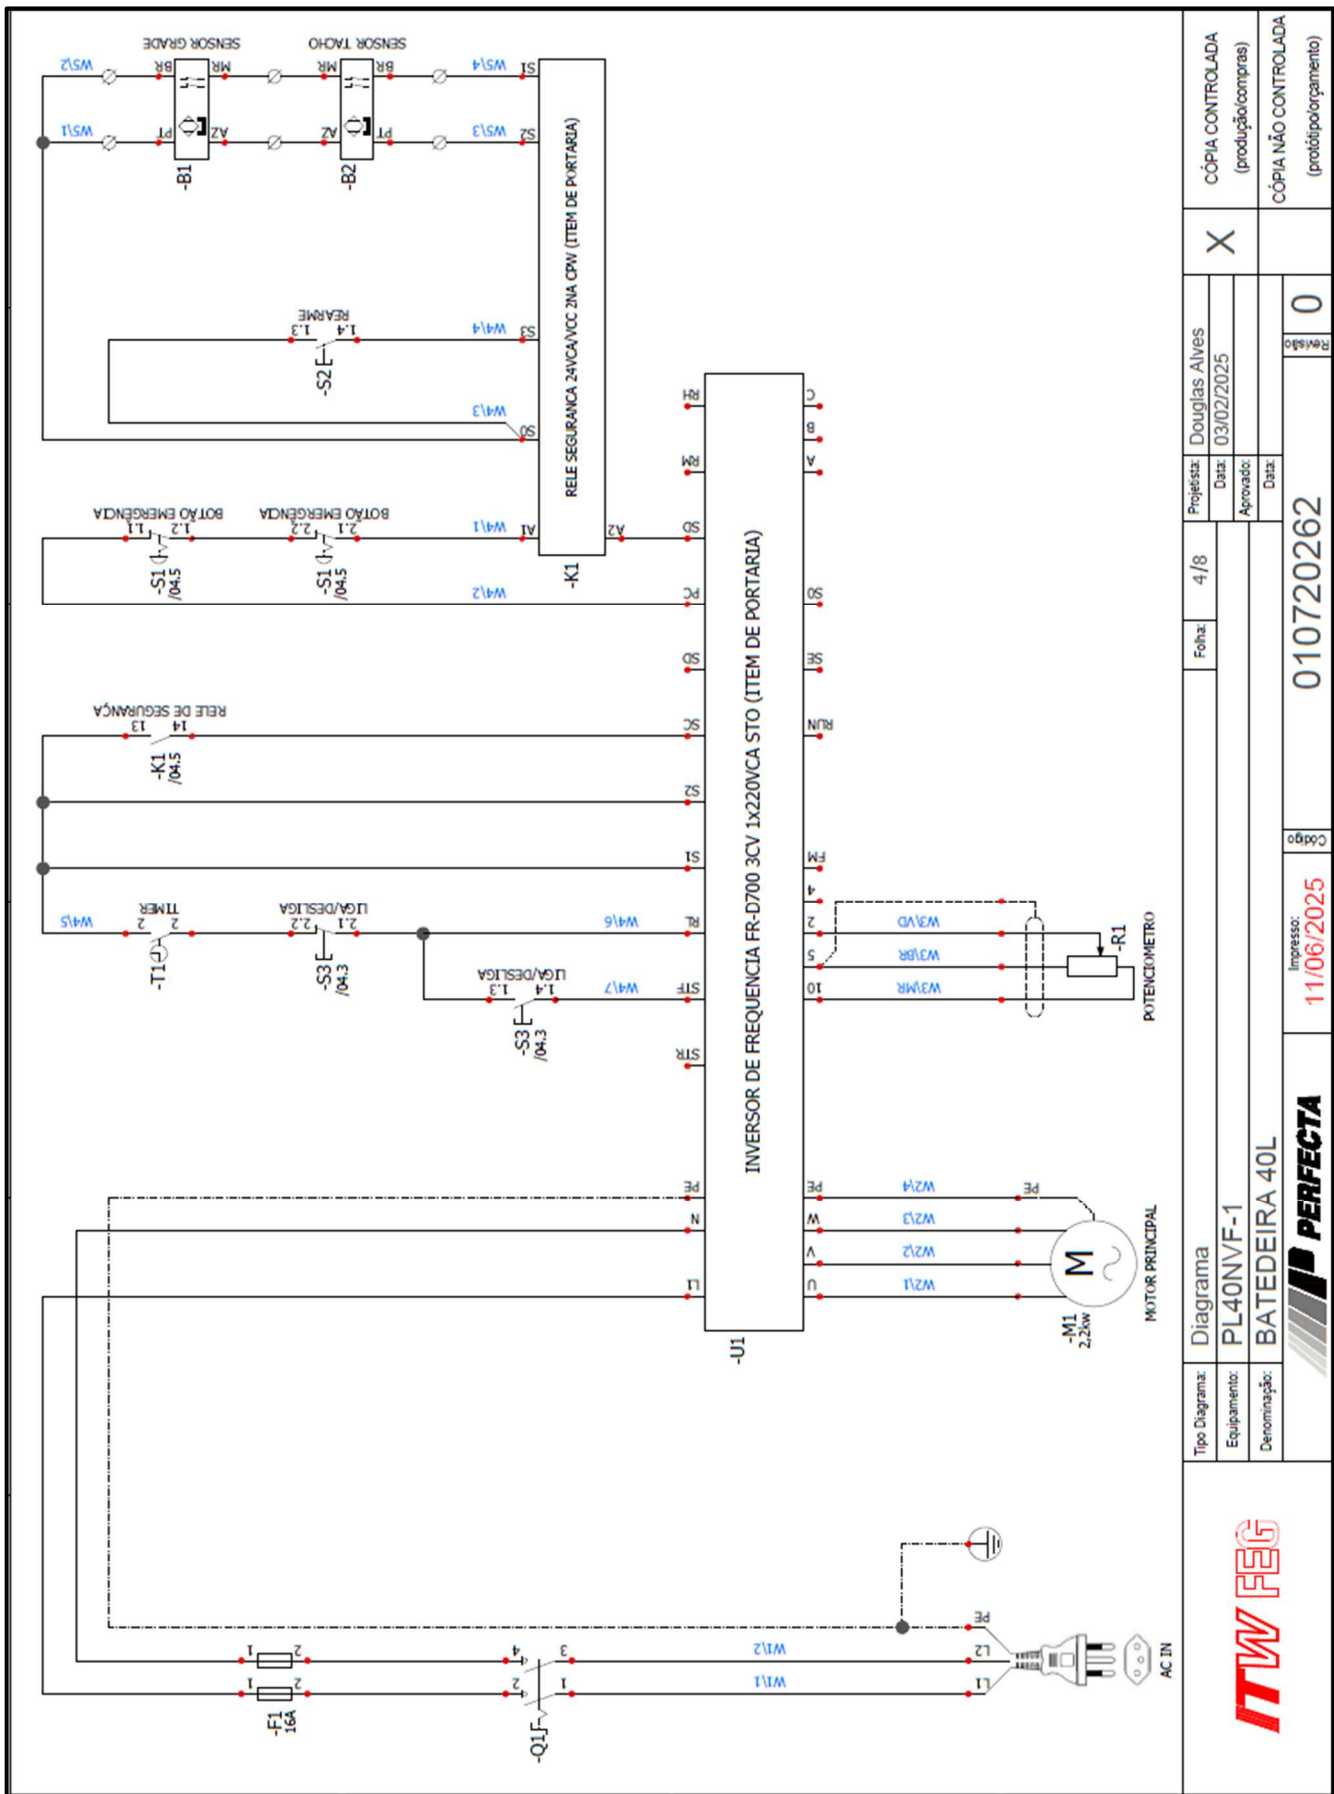 SENSOR GRADE
SENSOR TACHO
W5\2
BR
MR
MR
BR
W5\4
S1
W5\1
PT
AZ
AZ
PT
W5\3
S2
-B1
-B2
RELE SEGURANCA 24VCA/VCC 2NA CPW (ITEM DE PORTARIA)
REARME
1.3
1.4
-S2
W4\4
S3
W4\3
S0
BOTÃO EMERGÊNCIA
1.1
1.2
-S1
/04.5
BOTÃO EMERGÊNCIA
2.2
2.1
-S1
/04.5
W4\1
A1
A2
-K1
W4\2
RELE DE SEGURANÇA
13
14
-K1
/04.5
W4\5
TIMER
2
2
-T1
LIGA/DESLIGA
2.2
2.1
-S3
/04.3
W4\6
LIGA/DESLIGA
1.3
1.4
-S3
/04.3
W4\7
RH
RM
SD
PC
SD
SC
S2
S1
RL
STF
STR
PE
N
L1
INVERSOR DE FREQUENCIA FR-D700 3CV 1x220VCA STO (ITEM DE PORTARIA)
-U1
C
B
A
S0
SE
RUN
FM
4
2
5
10
PE
W
V
U
W3\VD
W3\BR
W3\MR
-R1
POTENCIOMETRO
W2\4
W2\3
W2\2
W2\1
PE
M
-M1
2,2kw
MOTOR PRINCIPAL
1
2
1
2
-F1
16A
4
3
2
1
-Q1
W1\2
W1\1
PE
L2
L1
AC IN
ITW FEG
Tipo Diagrama:
Diagrama
Equipamento:
PL40NVF-1
Denominação:
BATEDEIRA 40L
PERFECTA
Folha:
4/8
Projetista:
Douglas Alves
Data:
03/02/2025
Aprovado:
Data:
Impresso:
11/06/2025
Código
010720262
Revisão
0
X
CÓPIA CONTROLADA
(produção/compras)
CÓPIA NÃO CONTROLADA
(protótipo/orçamento)